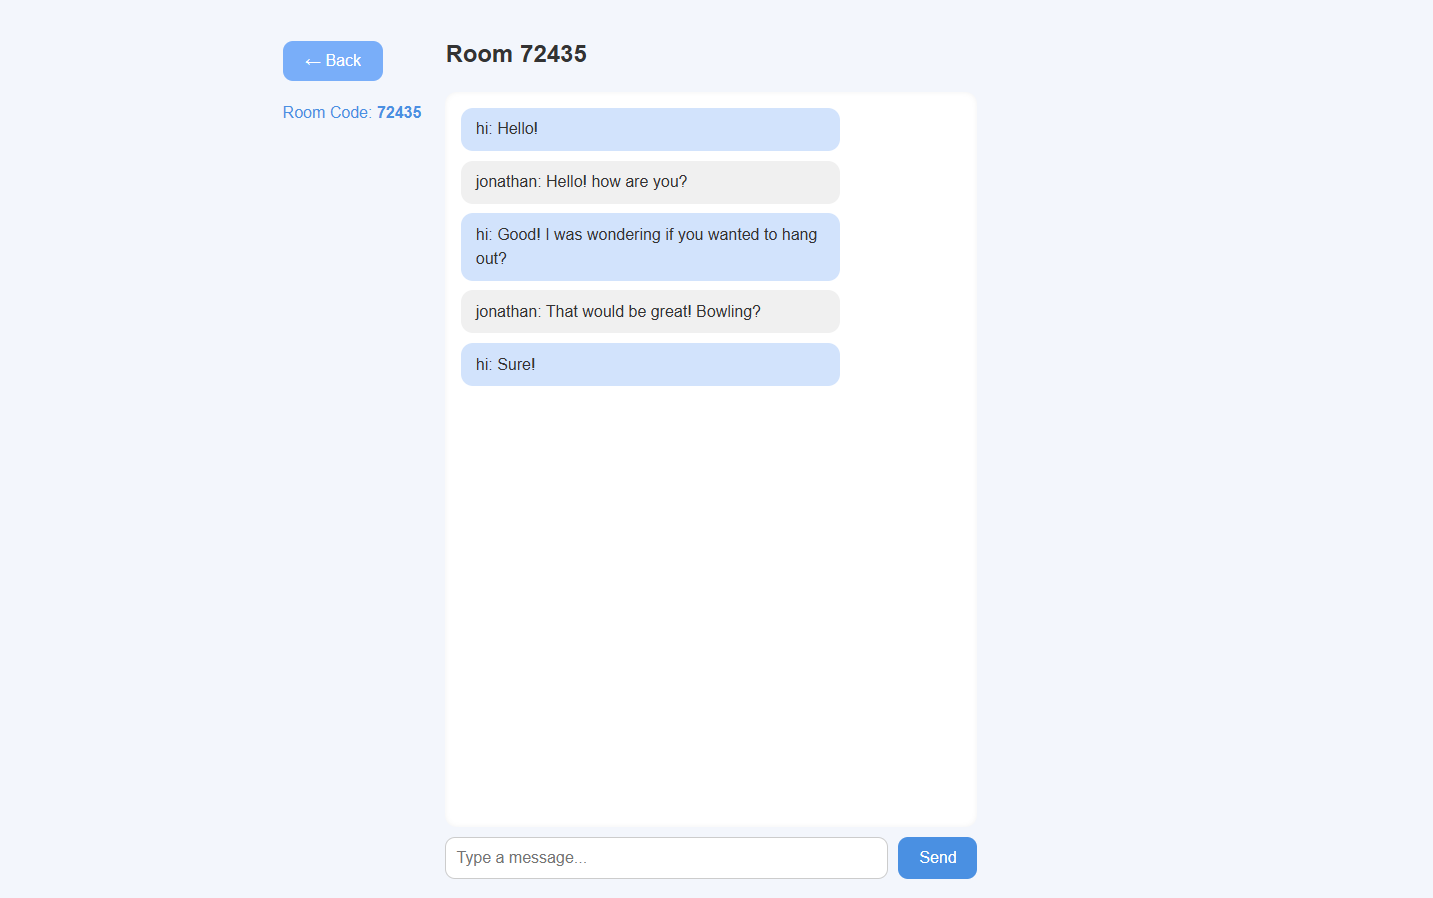 ← Back
Room 72435
Room Code: 72435
hi: Hello!
jonathan: Hello! how are you?
hi: Good! I was wondering if you wanted to hang
out?
jonathan: That would be great! Bowling?
hi: Sure!
Type a message...
Send